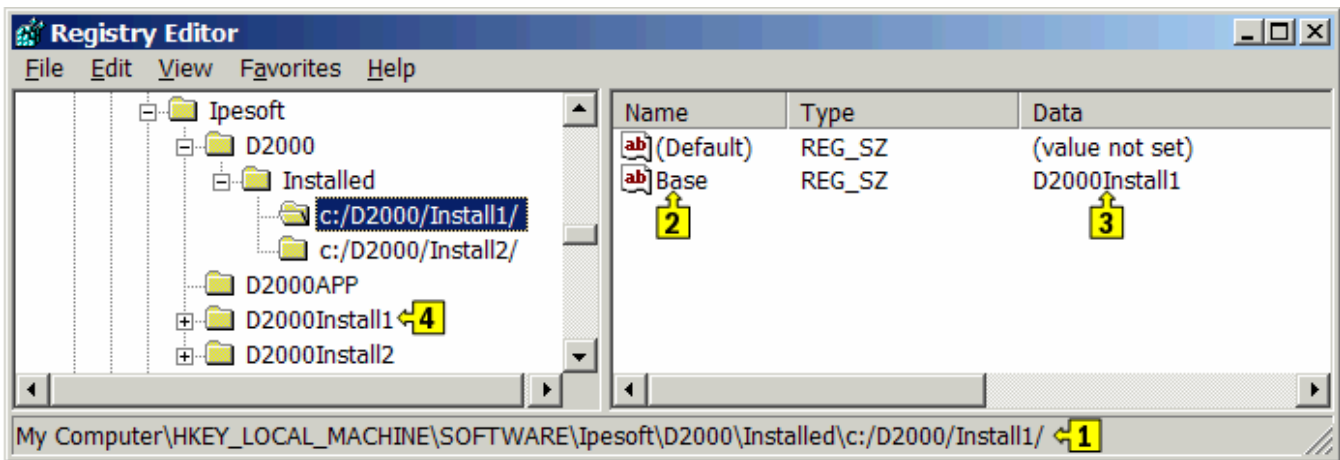 Registry Editor
File Edit View Favorites Help
Ipesoft
D2000
Installed
c:/D2000/Install1/
c:/D2000/Install2/
D2000APP
D2000Install1 4
D2000Install2
Name Type Data
ab (Default) REG_SZ (value not set)
ab Base REG_SZ D2000Install1
2 3
My Computer\HKEY_LOCAL_MACHINE\SOFTWARE\Ipesoft\D2000\Installed\c:/D2000/Install1/ 1